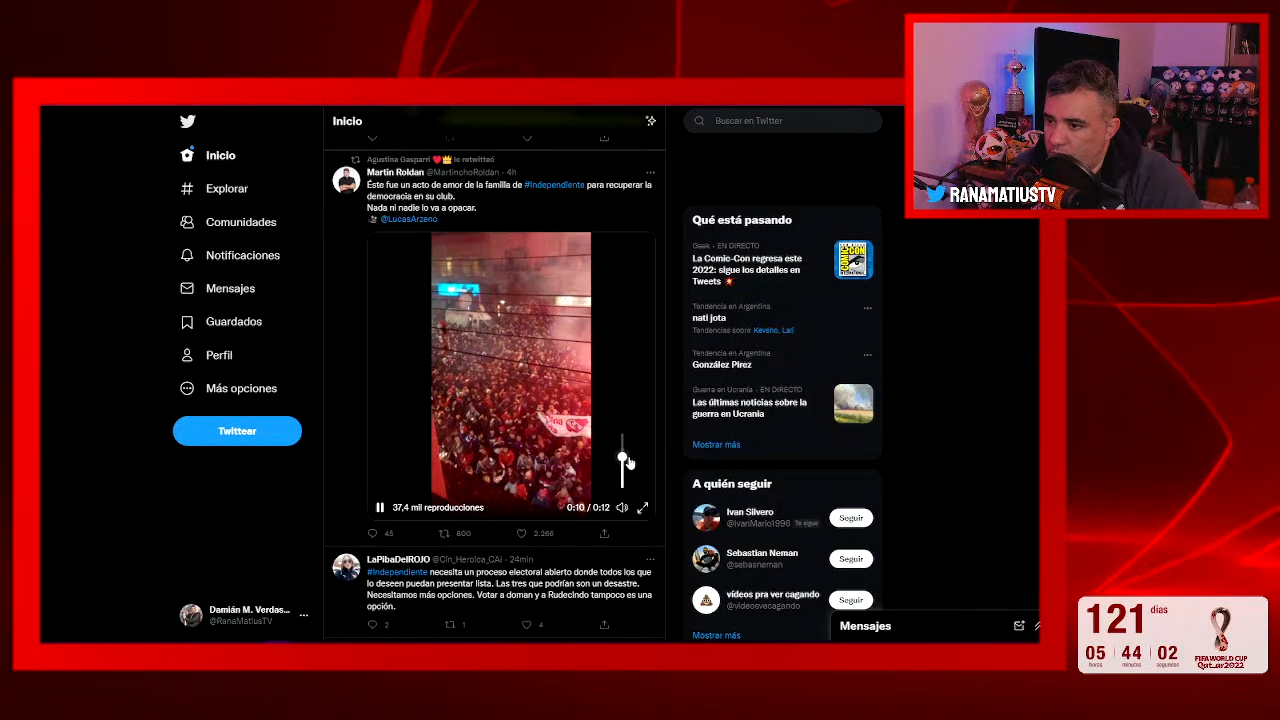 Inicio
Explorar
Comunidades
Notificaciones
Mensajes
Guardados
Perfil
Más opciones
Twittear
Damián M. Verdas...
@RanaMatiusTV
Inicio
Agustina Gasparri ❤️👑 lo retwitteó
Martin Roldan @MartinchoRoldan · 4h
Éste fue un acto de amor de la familia de #Independiente para recuperar la
democracia en su club.
Nada ni nadie lo va a opacar.
🎥 @LucasArzeno
37,4 mil reproducciones
0:10 / 0:12
45
800
2.266
LaPibaDelROJO @Cin_Heroica_CAI · 24min
#Independiente necesita un proceso electoral abierto donde todos los que
lo deseen puedan presentar lista. Las tres que podrían son un desastre.
Necesitamos más opciones. Votar a doman y a Rudecindo tampoco es una
opción.
2
1
4
Buscar en Twitter
Qué está pasando
Geek · EN DIRECTO
La Comic-Con regresa este
2022: sigue los detalles en
Tweets 💥
COMIC CON
Tendencia en Argentina
nati jota
Tendencias sobre Keysho, Lali
Tendencia en Argentina
González Pirez
Guerra en Ucrania · EN DIRECTO
Las últimas noticias sobre la
guerra en Ucrania
Mostrar más
A quién seguir
Ivan Silvero
@IvanMario1996 Te sigue
Seguir
Sebastian Neman
@sebasneman
Seguir
vídeos pra ver cagando
@videosvecagando
Seguir
Mostrar más
Mensajes
RANAMATIUSTV
121 días
05 44 02
horas minutos segundos
FIFA WORLD CUP
Qatar2022